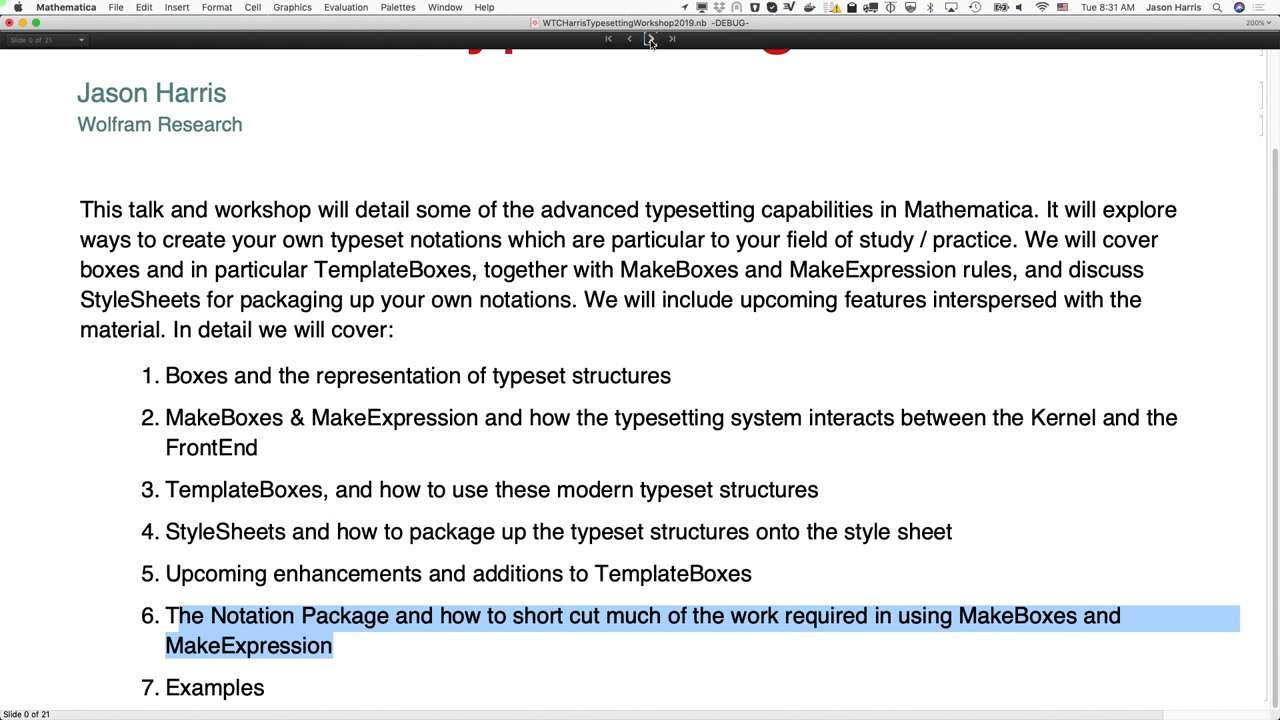 Mathematica File Edit Insert Format Cell Graphics Evaluation Palettes Window Help Tue 8:31 AM Jason Harris
WTCHarrisTypesettingWorkshop2019.nb -DEBUG-
200%
Slide 0 of 21
Jason Harris
Wolfram Research
This talk and workshop will detail some of the advanced typesetting capabilities in Mathematica. It will explore
ways to create your own typeset notations which are particular to your field of study / practice. We will cover
boxes and in particular TemplateBoxes, together with MakeBoxes and MakeExpression rules, and discuss
StyleSheets for packaging up your own notations. We will include upcoming features interspersed with the
material. In detail we will cover:
1. Boxes and the representation of typeset structures
2. MakeBoxes & MakeExpression and how the typesetting system interacts between the Kernel and the
FrontEnd
3. TemplateBoxes, and how to use these modern typeset structures
4. StyleSheets and how to package up the typeset structures onto the style sheet
5. Upcoming enhancements and additions to TemplateBoxes
6. The Notation Package and how to short cut much of the work required in using MakeBoxes and
MakeExpression
7. Examples
Slide 0 of 21